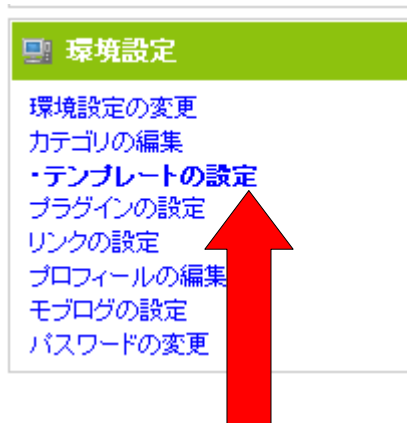 環境設定
環境設定の変更
カテゴリの編集
・テンプレートの設定
プラグインの設定
リンクの設定
プロフィールの編集
モブログの設定
パスワードの変更